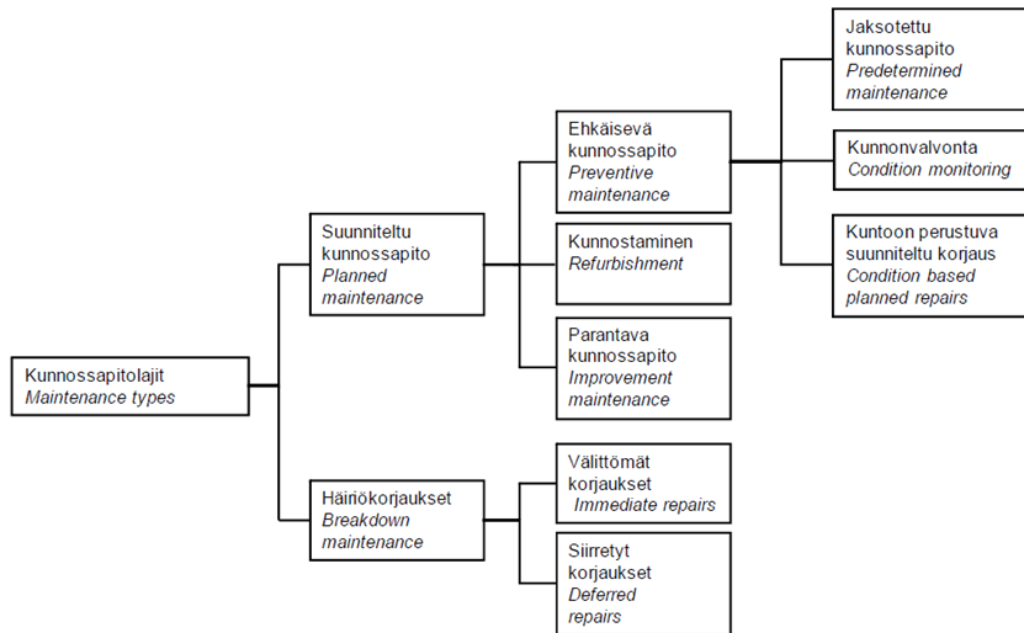 Kunnossapitolajit
Maintenance types
Suunniteltu
kunnossapito
Planned
maintenance
Häiriökorjaukset
Breakdown
maintenance
Ehkäisevä
kunnossapito
Preventive
maintenance
Kunnostaminen
Refurbishment
Parantava
kunnossapito
Improvement
maintenance
Välittömät
korjaukset
Immediate repairs
Siirretyt
korjaukset
Deferred
repairs
Jaksotettu
kunnossapito
Predetermined
maintenance
Kunnonvalvonta
Condition monitoring
Kuntoon perustuva
suunniteltu korjaus
Condition based
planned repairs